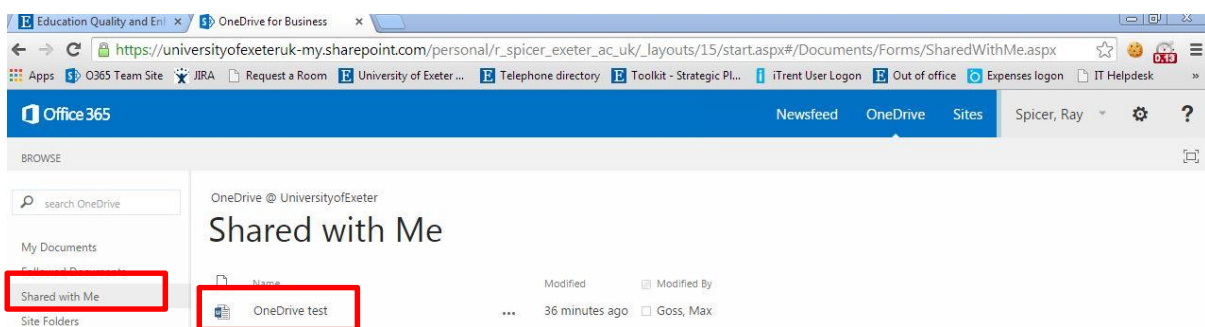 Education Quality and Enl × OneDrive for Business ×
https://universityofexeteruk-my.sharepoint.com/personal/r_spicer_exeter_ac_uk/_layouts/15/start.aspx#/Documents/Forms/SharedWithMe.aspx
Apps O365 Team Site JIRA Request a Room University of Exeter ... Telephone directory Toolkit - Strategic Pl... iTrent User Logon Out of office Expenses logon IT Helpdesk »
Office 365 Newsfeed OneDrive Sites Spicer, Ray ?
BROWSE
search OneDrive
OneDrive @ UniversityofExeter
Shared with Me
My Documents
Followed Documents
Shared with Me
Site Folders
Name Modified Modified By
OneDrive test ... 36 minutes ago Goss, Max